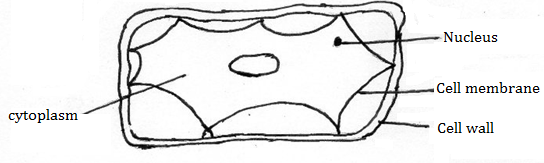 Nucleus
Cell membrane
cytoplasm
Cell wall